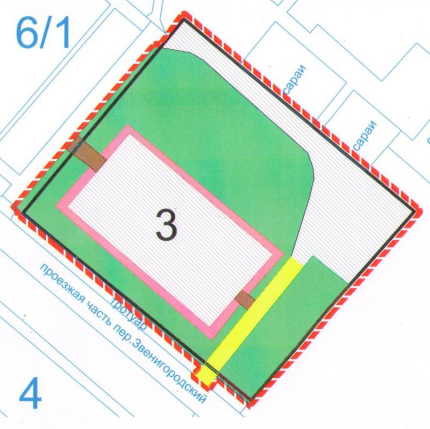 6/1
сараи
сараи
3
тротуар
проезжая часть пер.Звенигородский
4